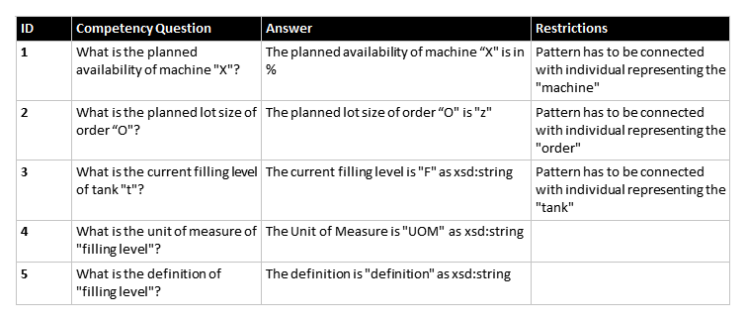 ID Competency Question Answer Restrictions
1 What is the planned The planned availability of machine “X” is in Pattern has to be connected
availability of machine "X"? % with individual representing the
"machine"
2 What is the planned lot size of The planned lot size of order “O” is "z" Pattern has to be connected
order “O”? with individual representing the
"order"
3 What is the current filling level The current filling level is "F" as xsd:string Pattern has to be connected
of tank "t"? with individual representing the
"tank"
4 What is the unit of measure of The Unit of Measure is "UOM" as xsd:string
"filling level"?
5 What is the definition of The definition is "definition" as xsd:string
"filling level"?